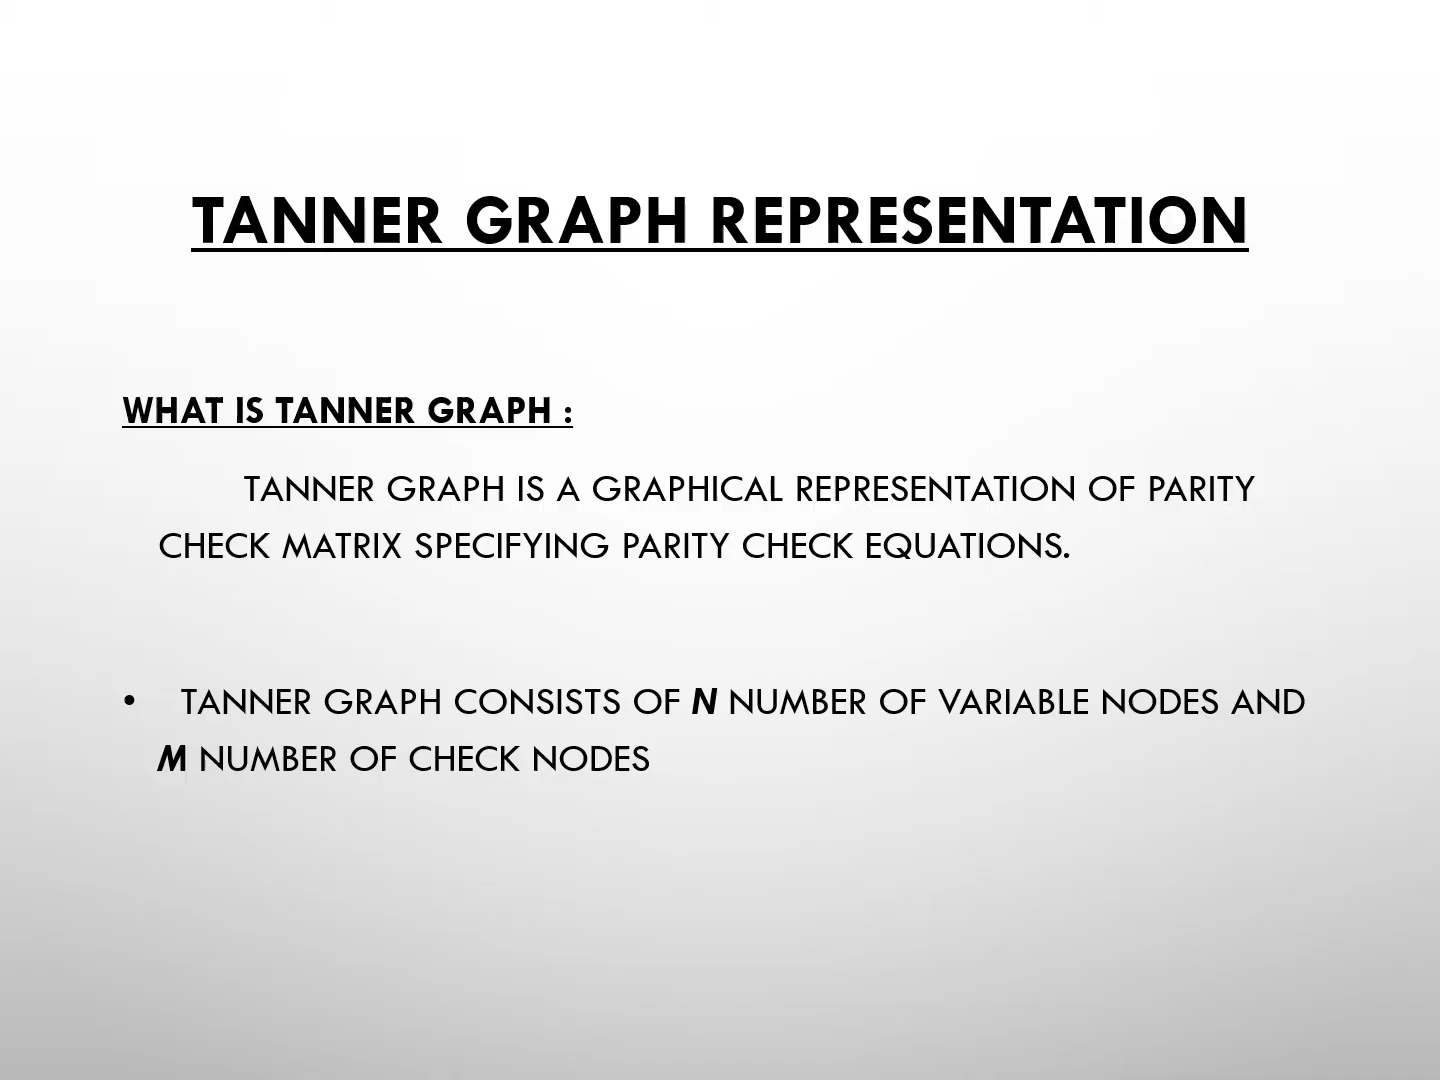 TANNER GRAPH REPRESENTATION
WHAT IS TANNER GRAPH :
TANNER GRAPH IS A GRAPHICAL REPRESENTATION OF PARITY
CHECK MATRIX SPECIFYING PARITY CHECK EQUATIONS.
• TANNER GRAPH CONSISTS OF N NUMBER OF VARIABLE NODES AND
M NUMBER OF CHECK NODES